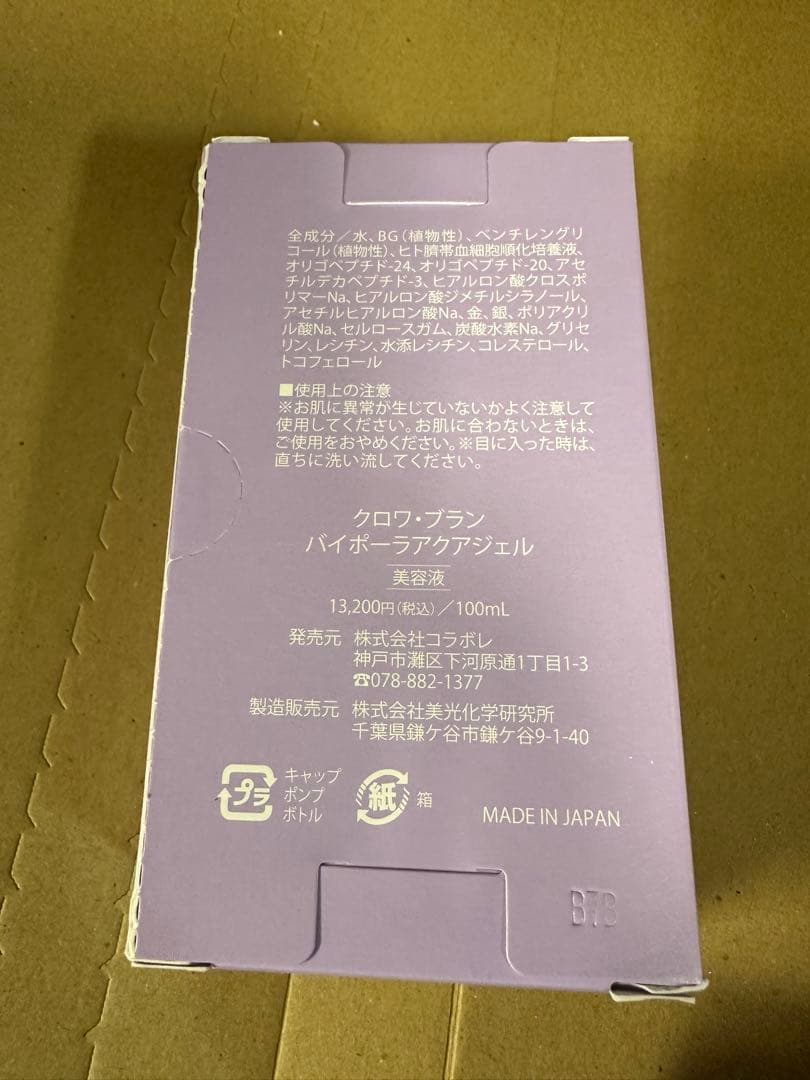 全成分／水、BG(植物性)、ペンチレングリ
コール(植物性)、ヒト臍帯血細胞順化培養液、
オリゴペプチド-24、オリゴペプチド-20、アセ
チルデカペプチド-3、ヒアルロン酸クロスポ
リマーNa、ヒアルロン酸ジメチルシラノール、
アセチルヒアルロン酸Na、金、銀、ポリアクリ
ル酸Na、セルロースガム、炭酸水素Na、グリセ
リン、レシチン、水添レシチン、コレステロール、
トコフェロール
■使用上の注意
※お肌に異常が生じていないかよく注意して
使用してください。お肌に合わないときは、
ご使用をおやめください。※目に入った時は、
直ちに洗い流してください。
クロワ・ブラン
バイポーラアクアジェル
美容液
13,200円(税込)／100mL
発売元 株式会社コラボレ
神戸市灘区下河原通1丁目1-3
☎078-882-1377
製造販売元 株式会社美光化学研究所
千葉県鎌ケ谷市鎌ケ谷9-1-40
プラ
キャップ
ポンプ
ボトル
紙
箱
MADE IN JAPAN
BTB